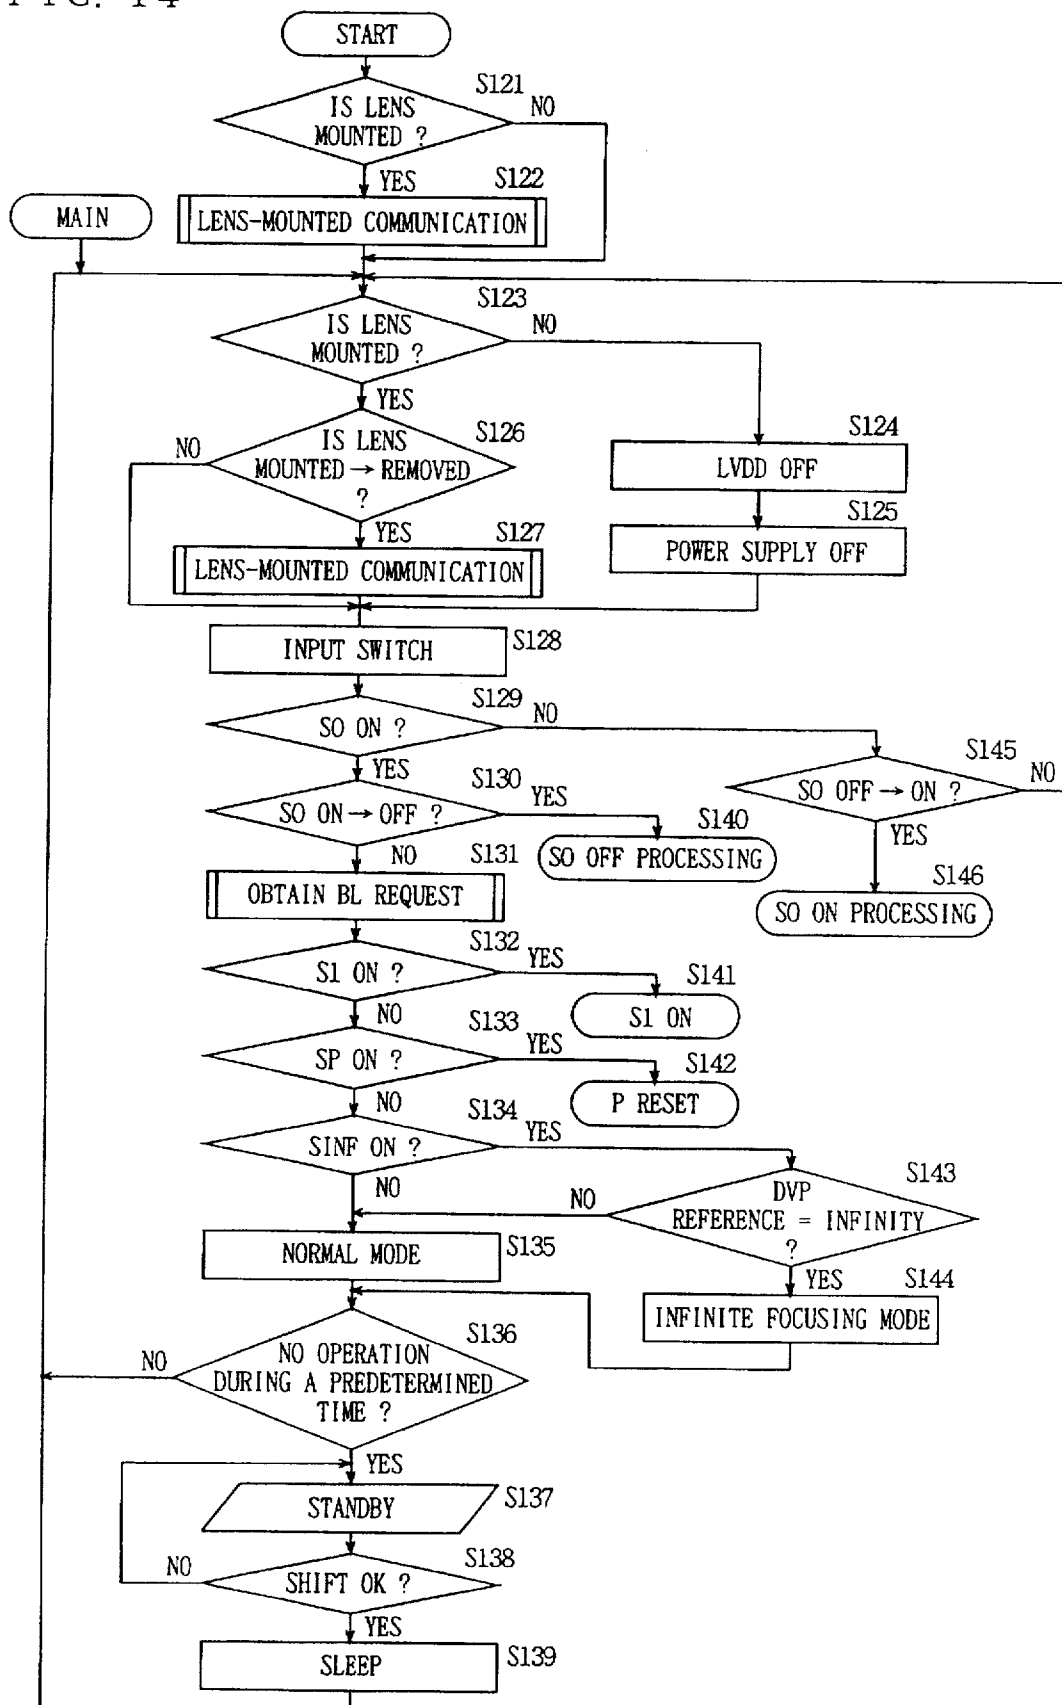 FIG. 14
START
S121
IS LENS
MOUNTED ?
NO
YES
S122
LENS-MOUNTED COMMUNICATION
MAIN
S123
IS LENS
MOUNTED ?
NO
YES
S126
NO
IS LENS
MOUNTED → REMOVED
?
S124
LVDD OFF
S125
POWER SUPPLY OFF
YES
S127
LENS-MOUNTED COMMUNICATION
INPUT SWITCH
S128
S129
SO ON ?
NO
YES
S145
SO OFF → ON ?
NO
YES
S146
SO ON PROCESSING
S130
SO ON → OFF ?
YES
S140
SO OFF PROCESSING
NO
S131
OBTAIN BL REQUEST
S132
S1 ON ?
YES
S141
S1 ON
NO
S133
SP ON ?
YES
S142
P RESET
NO
S134
SINF ON ?
YES
NO
S143
DVP
REFERENCE = INFINITY
?
NO
YES
S144
INFINITE FOCUSING MODE
NORMAL MODE
S135
S136
NO OPERATION
DURING A PREDETERMINED
TIME ?
NO
YES
STANDBY
S137
S138
SHIFT OK ?
NO
YES
SLEEP
S139